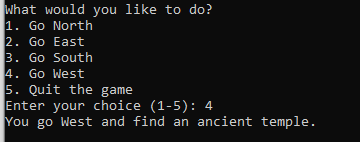 What would you like to do?
1. Go North
2. Go East
3. Go South
4. Go West
5. Quit the game
Enter your choice (1-5): 4
You go West and find an ancient temple.